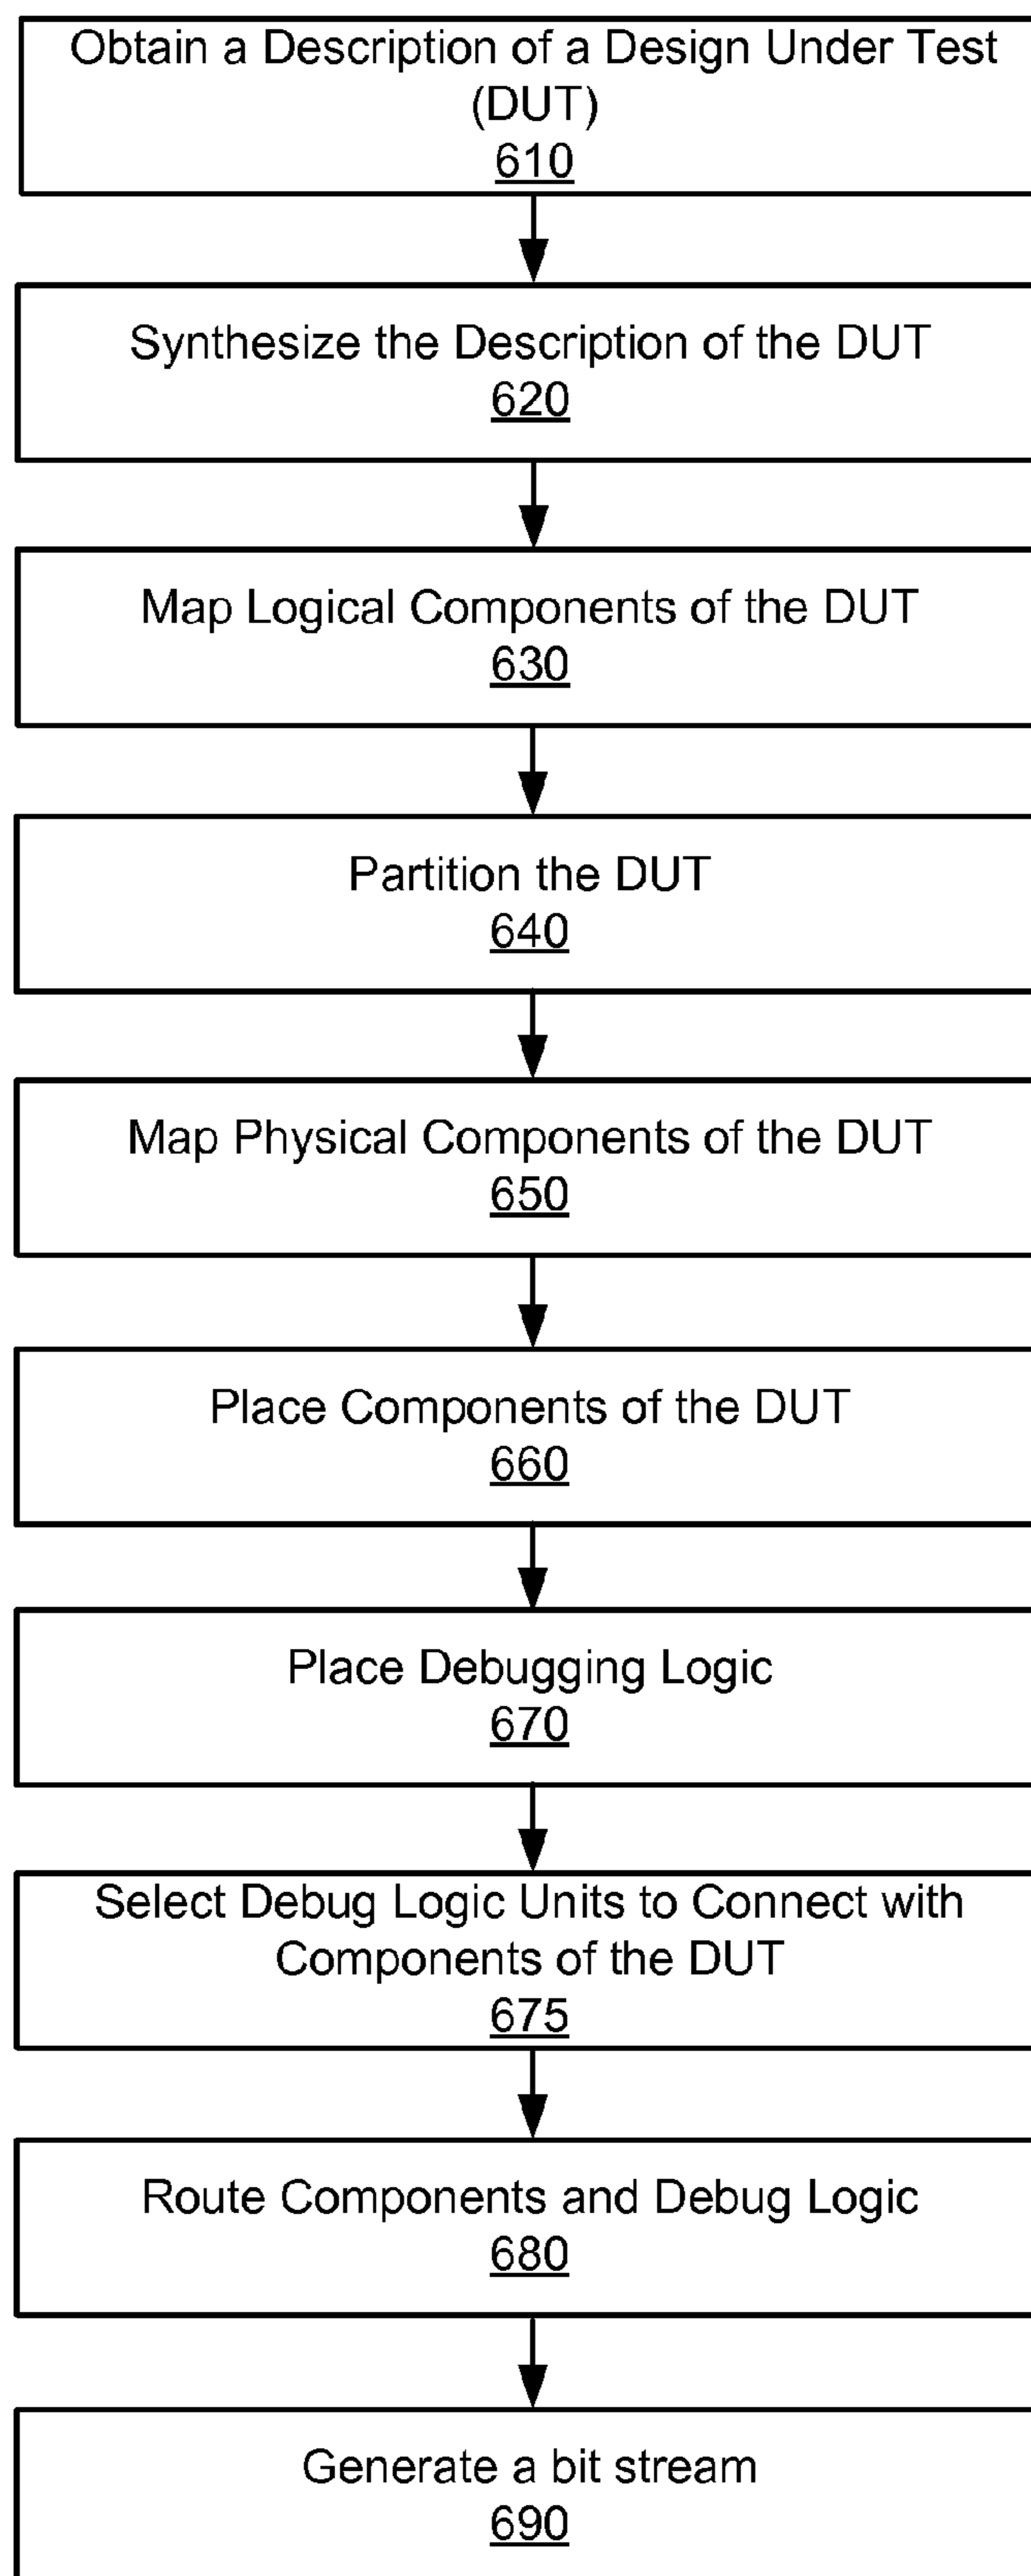 Obtain a Description of a Design Under Test
(DUT)
610
Synthesize the Description of the DUT
620
Map Logical Components of the DUT
630
Partition the DUT
640
Map Physical Components of the DUT
650
Place Components of the DUT
660
Place Debugging Logic
670
Select Debug Logic Units to Connect with
Components of the DUT
675
Route Components and Debug Logic
680
Generate a bit stream
690